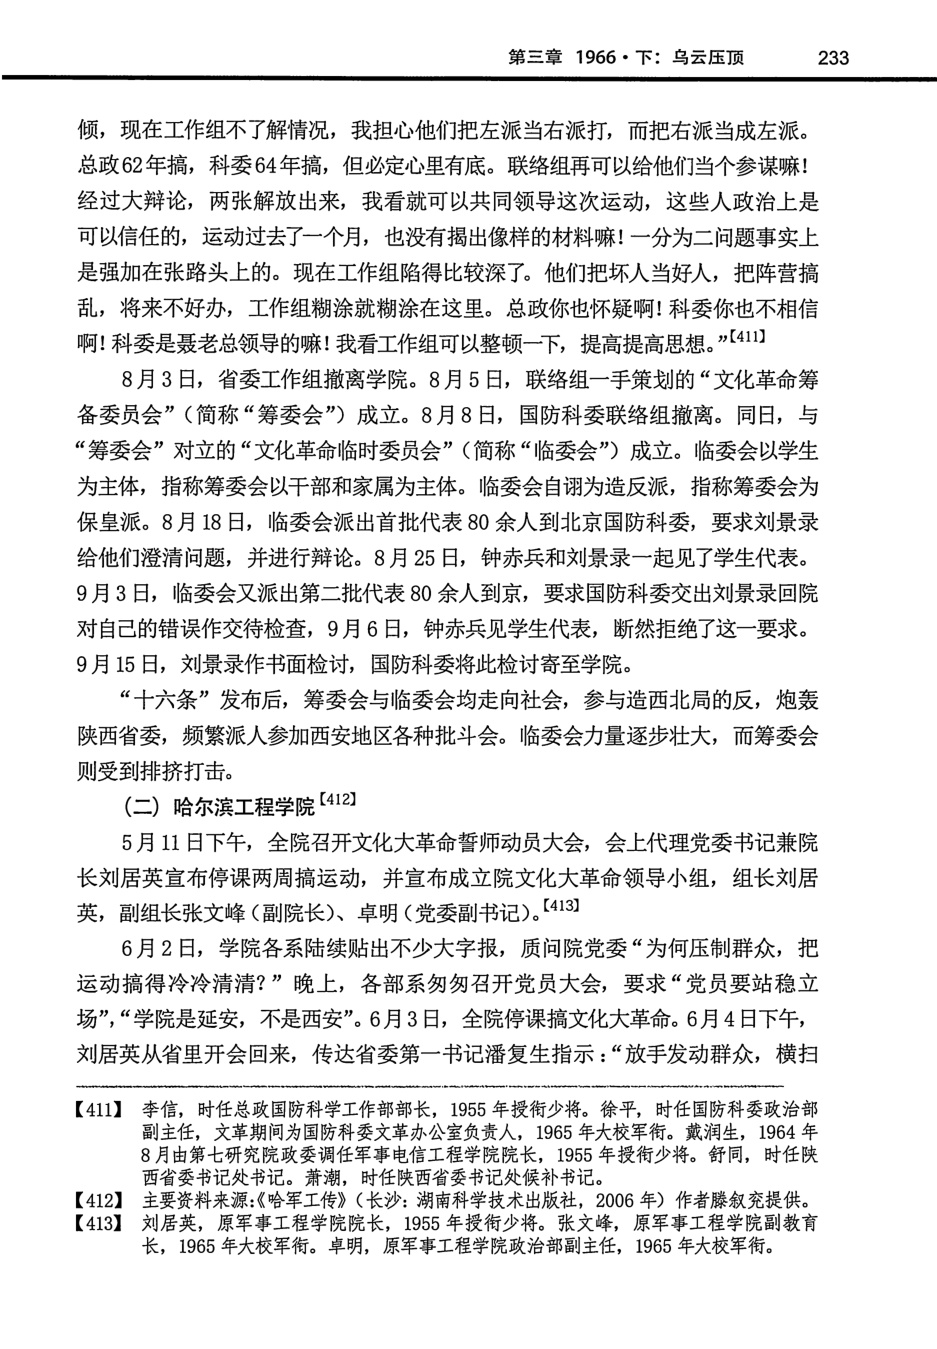 第三章 1966·下：乌云压顶 233
倾，现在工作组不了解情况，我担心他们把左派当右派打，而把右派当成左派。
总政62年搞，科委64年搞，但必定心里有底。联络组再可以给他们当个参谋嘛！
经过大辩论，两张解放出来，我看就可以共同领导这次运动，这些人政治上是
可以信任的，运动过去了一个月，也没有揭出像样的材料嘛！一分为二问题事实上
是强加在张路头上的。现在工作组陷得比较深了。他们把坏人当好人，把阵营搞
乱，将来不好办，工作组糊涂就糊涂在这里。总政你也怀疑啊！科委你也不相信
啊！科委是聂老总领导的嘛！我看工作组可以整顿一下，提高提高思想。”【411】
8月3日，省委工作组撤离学院。8月5日，联络组一手策划的“文化革命筹
备委员会”（简称“筹委会”）成立。8月8日，国防科委联络组撤离。同日，与
“筹委会”对立的“文化革命临时委员会”（简称“临委会”）成立。临委会以学生
为主体，指称筹委会以干部和家属为主体。临委会自诩为造反派，指称筹委会为
保皇派。8月18日，临委会派出首批代表80余人到北京国防科委，要求刘景录
给他们澄清问题，并进行辩论。8月25日，钟赤兵和刘景录一起见了学生代表。
9月3日，临委会又派出第二批代表80余人到京，要求国防科委交出刘景录回院
对自己的错误作交待检查，9月6日，钟赤兵见学生代表，断然拒绝了这一要求。
9月15日，刘景录作书面检讨，国防科委将此检讨寄至学院。
“十六条”发布后，筹委会与临委会均走向社会，参与造西北局的反，炮轰
陕西省委，频繁派人参加西安地区各种批斗会。临委会力量逐步壮大，而筹委会
则受到排挤打击。
（二）哈尔滨工程学院【412】
5月11日下午，全院召开文化大革命誓师动员大会，会上代理党委书记兼院
长刘居英宣布停课两周搞运动，并宣布成立院文化大革命领导小组，组长刘居
英，副组长张文峰（副院长）、卓明（党委副书记）。【413】
6月2日，学院各系陆续贴出不少大字报，质问院党委“为何压制群众，把
运动搞得冷冷清清？”晚上，各部系匆匆召开党员大会，要求“党员要站稳立
场”，“学院是延安，不是西安”。6月3日，全院停课搞文化大革命。6月4日下午，
刘居英从省里开会回来，传达省委第一书记潘复生指示：“放手发动群众，横扫
【411】 李信，时任总政国防科学工作部部长，1955年授衔少将。徐平，时任国防科委政治部
副主任，文革期间为国防科委文革办公室负责人，1965年大校军衔。戴润生，1964年
8月由第七研究院政委调任军事电信工程学院院长，1955年授衔少将。舒同，时任陕
西省委书记处书记。萧潮，时任陕西省委书记处候补书记。
【412】 主要资料来源：《哈军工传》（长沙：湖南科学技术出版社，2006年）作者滕叙兖提供。
【413】 刘居英，原军事工程学院院长，1955年授衔少将。张文峰，原军事工程学院副教育
长，1965年大校军衔。卓明，原军事工程学院政治部副主任，1965年大校军衔。